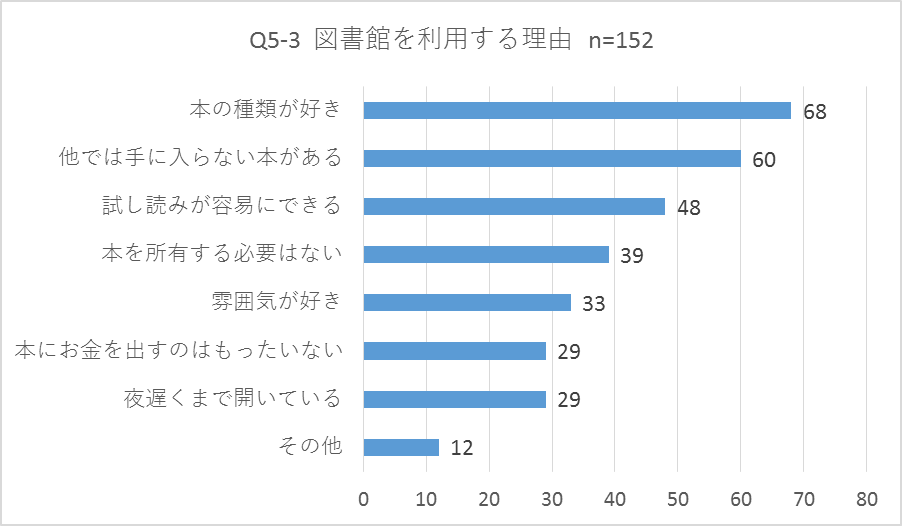 Q5-3 図書館を利用する理由 n=152
本の種類が好き 68
他では手に入らない本がある 60
試し読みが容易にできる 48
本を所有する必要はない 39
雰囲気が好き 33
本にお金を出すのはもったいない 29
夜遅くまで開いている 29
その他 12
0 10 20 30 40 50 60 70 80